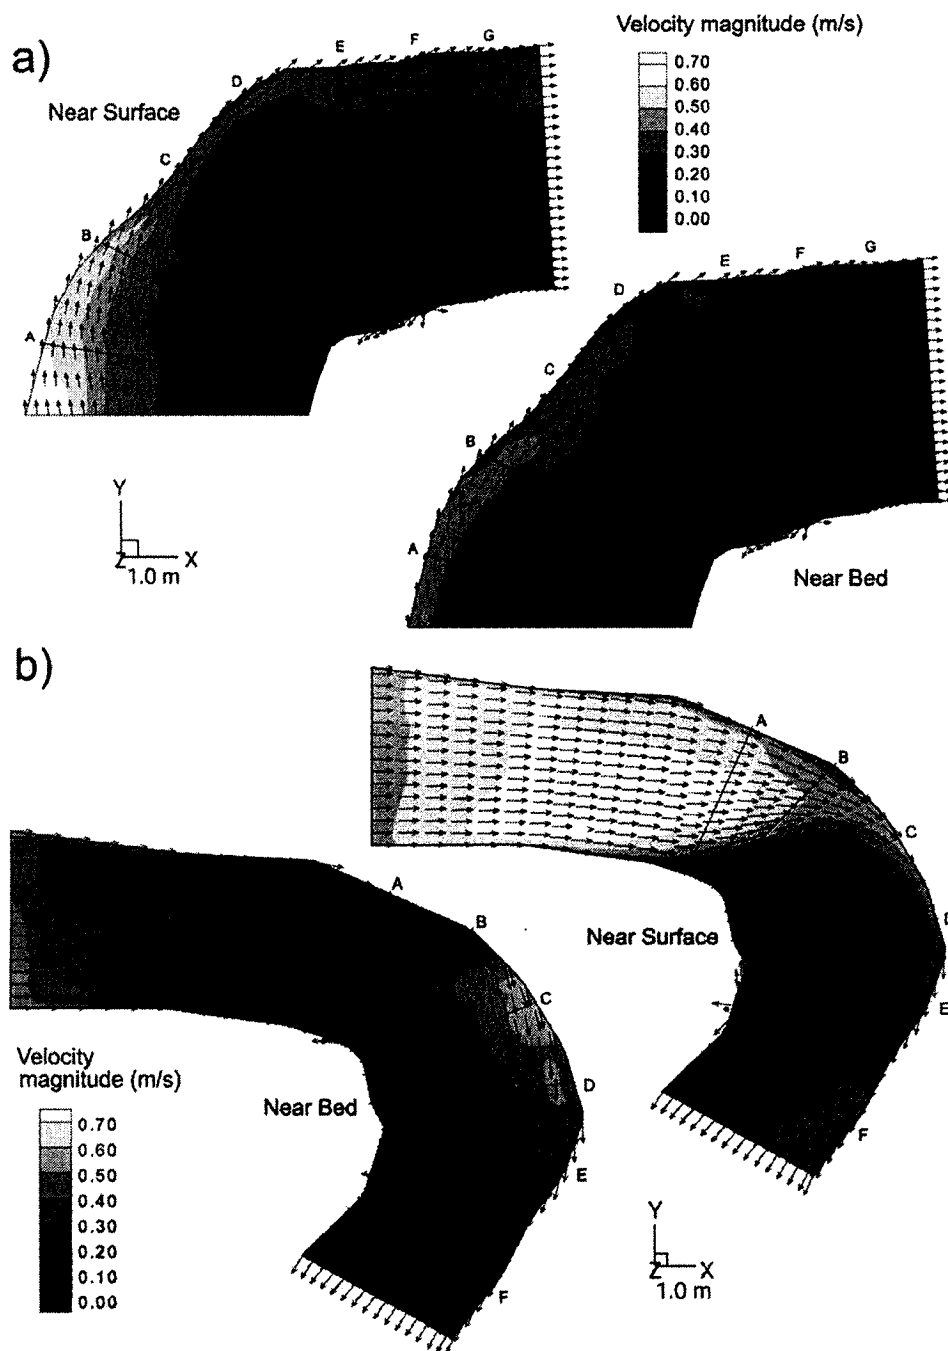 a)
Near Surface
A
B
C
D
E
F
G
Velocity magnitude (m/s)
0.70
0.60
0.50
0.40
0.30
0.20
0.10
0.00
A
B
C
D
E
F
G
Near Bed
Y
Z X
1.0 m
b)
A
B
C
D
E
F
Near Surface
A
B
C
D
E
F
Near Bed
Velocity
magnitude (m/s)
0.70
0.60
0.50
0.40
0.30
0.20
0.10
0.00
Y
Z X
1.0 m